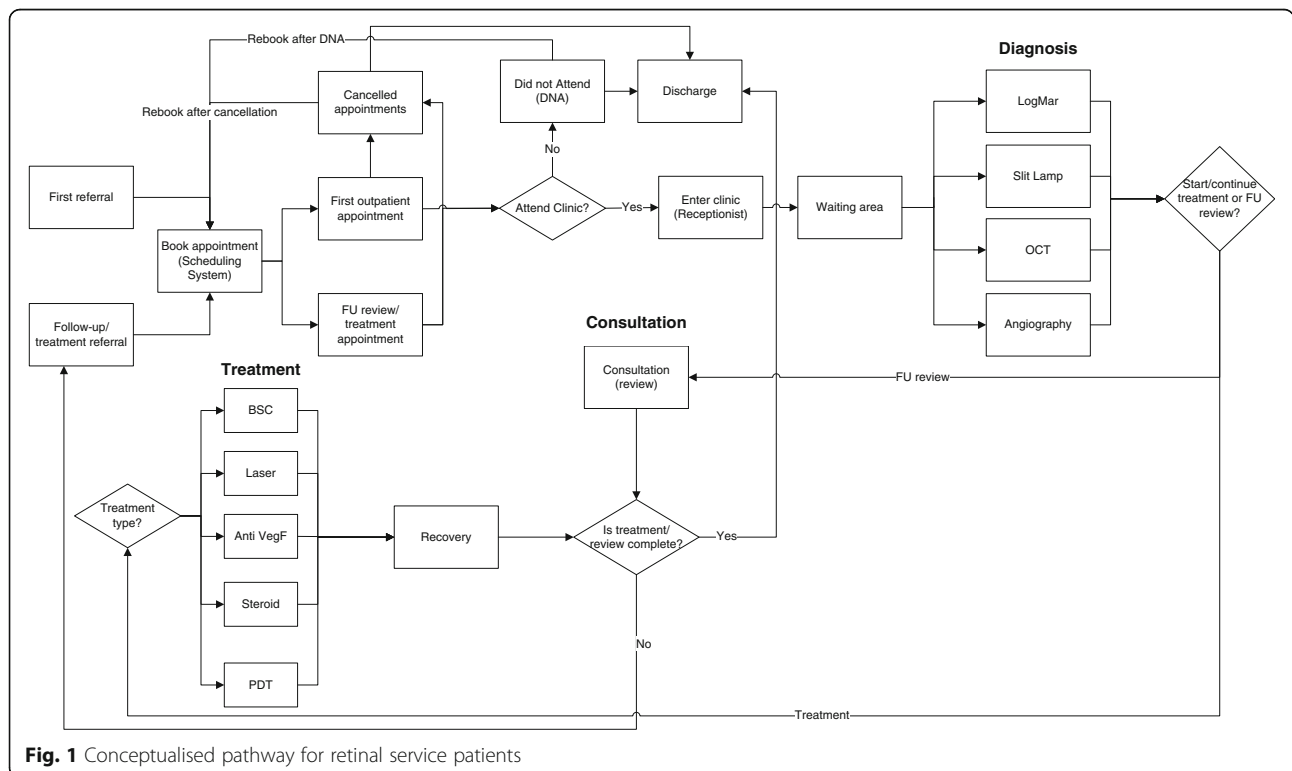 Rebook after DNA
Diagnosis
Cancelled
appointments
Did not Attend
(DNA)
Discharge
LogMar
Rebook after cancellation
No
First referral
First outpatient
appointment
Attend Clinic?
Yes
Enter clinic
(Receptionist)
Waiting area
Slit Lamp
Start/continue
treatment or FU
review?
Book appointment
(Scheduling
System)
OCT
Follow-up/
treatment referral
FU review/
treatment
appointment
Angiography
Consultation
Treatment
Consultation
(review)
FU review
BSC
Laser
Treatment
type?
Anti VegF
Recovery
Is treatment/
review complete?
Yes
Steroid
No
PDT
Treatment
Fig. 1 Conceptualised pathway for retinal service patients